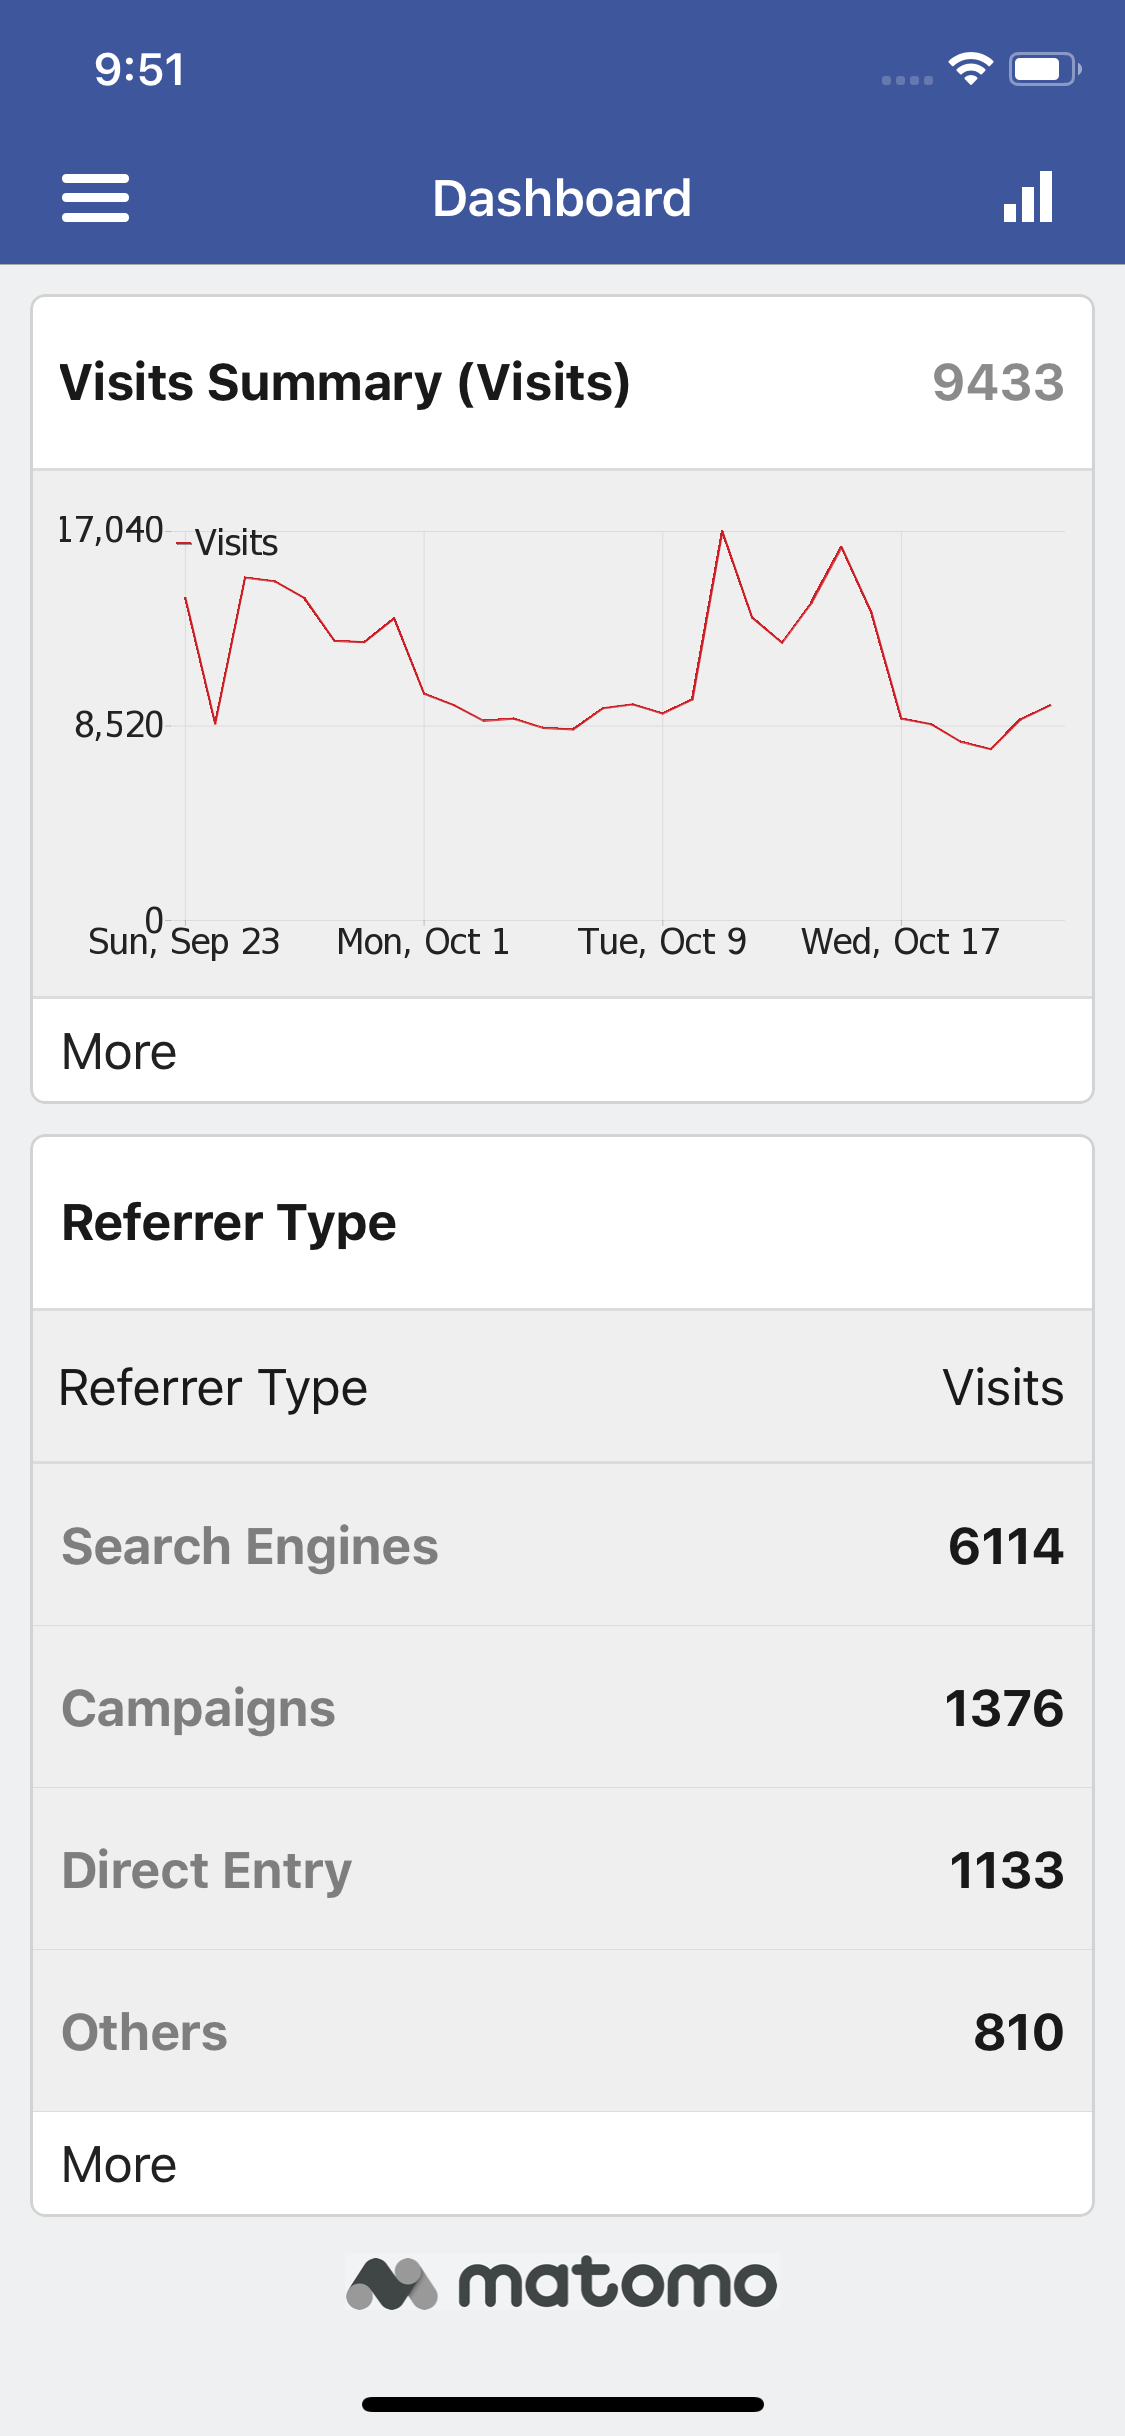 9:51
Dashboard
Visits Summary (Visits) 9433
17,040
Visits
8,520
0
Sun, Sep 23 Mon, Oct 1 Tue, Oct 9 Wed, Oct 17
More
Referrer Type
Referrer Type Visits
Search Engines 6114
Campaigns 1376
Direct Entry 1133
Others 810
More
matomo